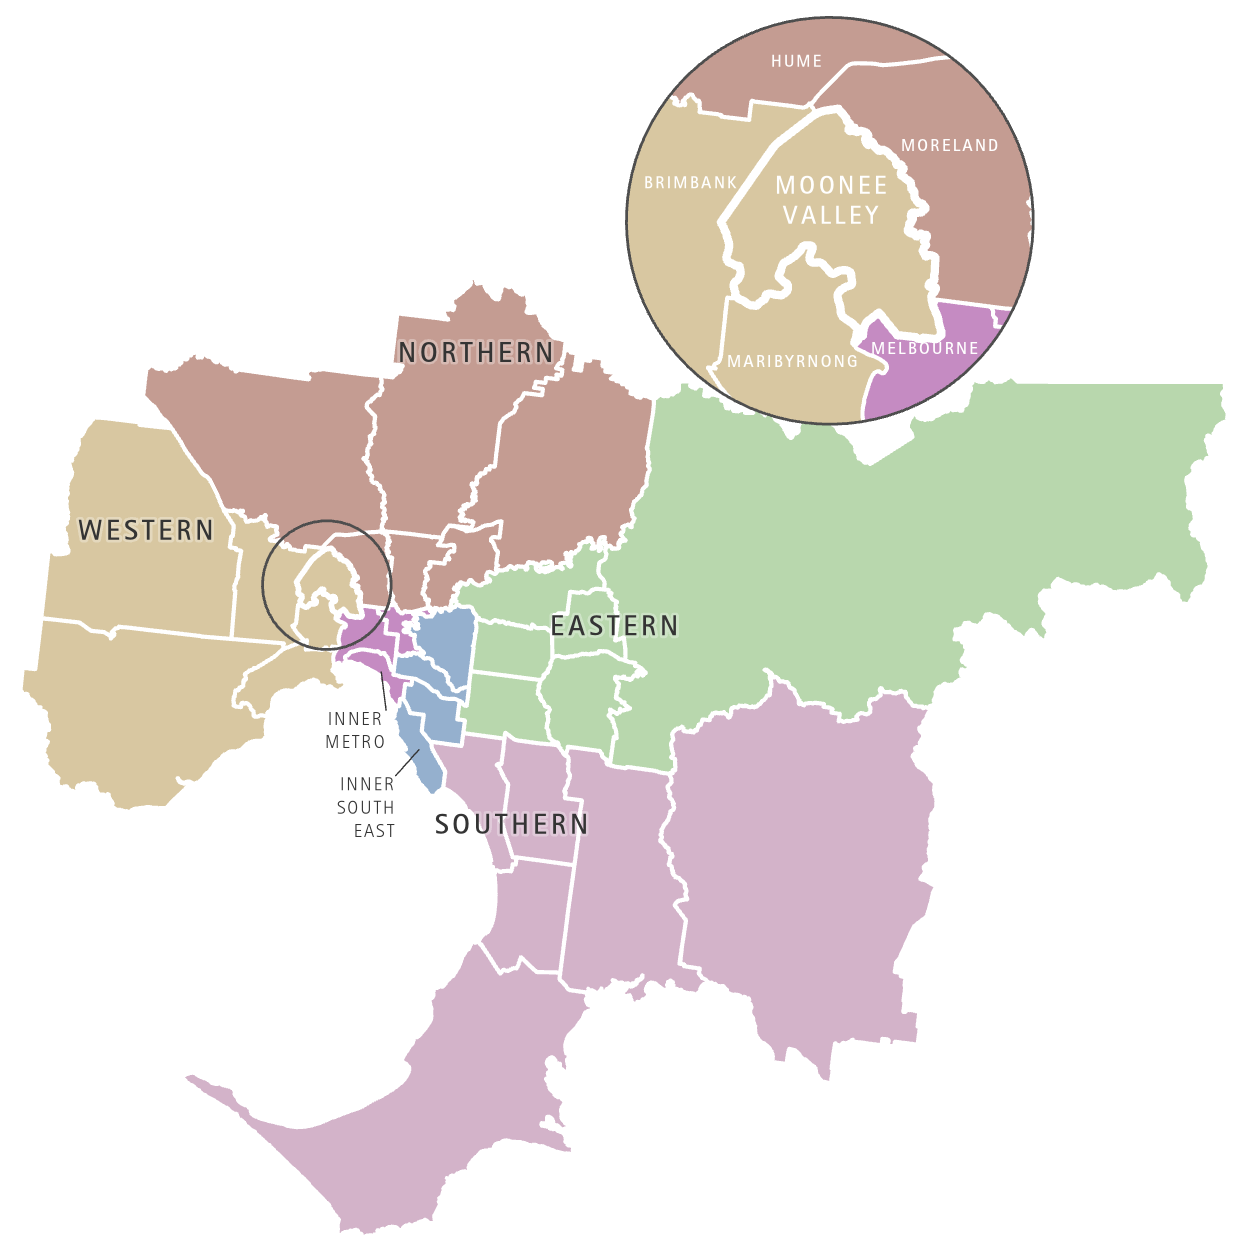 HUME
MORELAND
BRIMBANK
MOONEE
VALLEY
MELBOURNE
MARIBYRNONG
NORTHERN
WESTERN
EASTERN
INNER
METRO
INNER
SOUTH
EAST
SOUTHERN